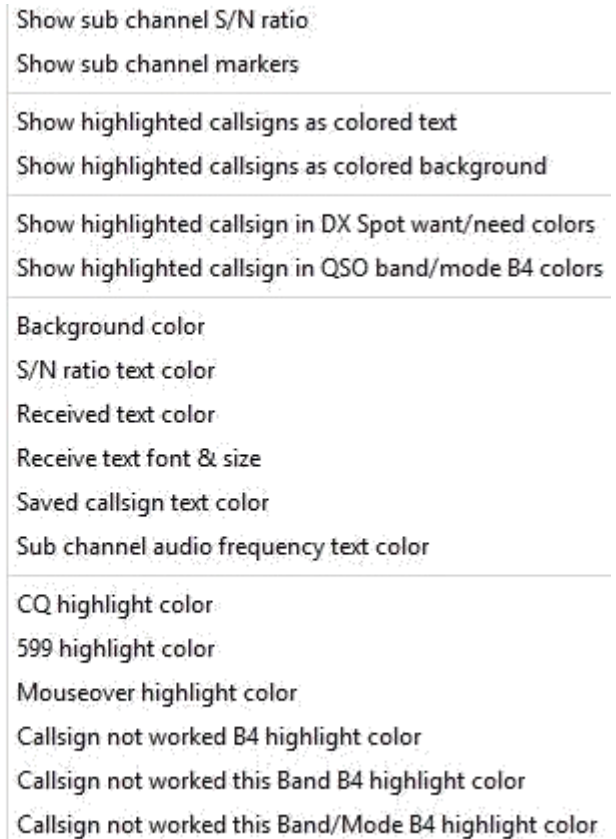 Show sub channel S/N ratio
Show sub channel markers
Show highlighted callsigns as colored text
Show highlighted callsigns as colored background
Show highlighted callsign in DX Spot want/need colors
Show highlighted callsign in QSO band/mode B4 colors
Background color
S/N ratio text color
Received text color
Receive text font & size
Saved callsign text color
Sub channel audio frequency text color
CQ highlight color
599 highlight color
Mouseover highlight color
Callsign not worked B4 highlight color
Callsign not worked this Band B4 highlight color
Callsign not worked this Band/Mode B4 highlight color